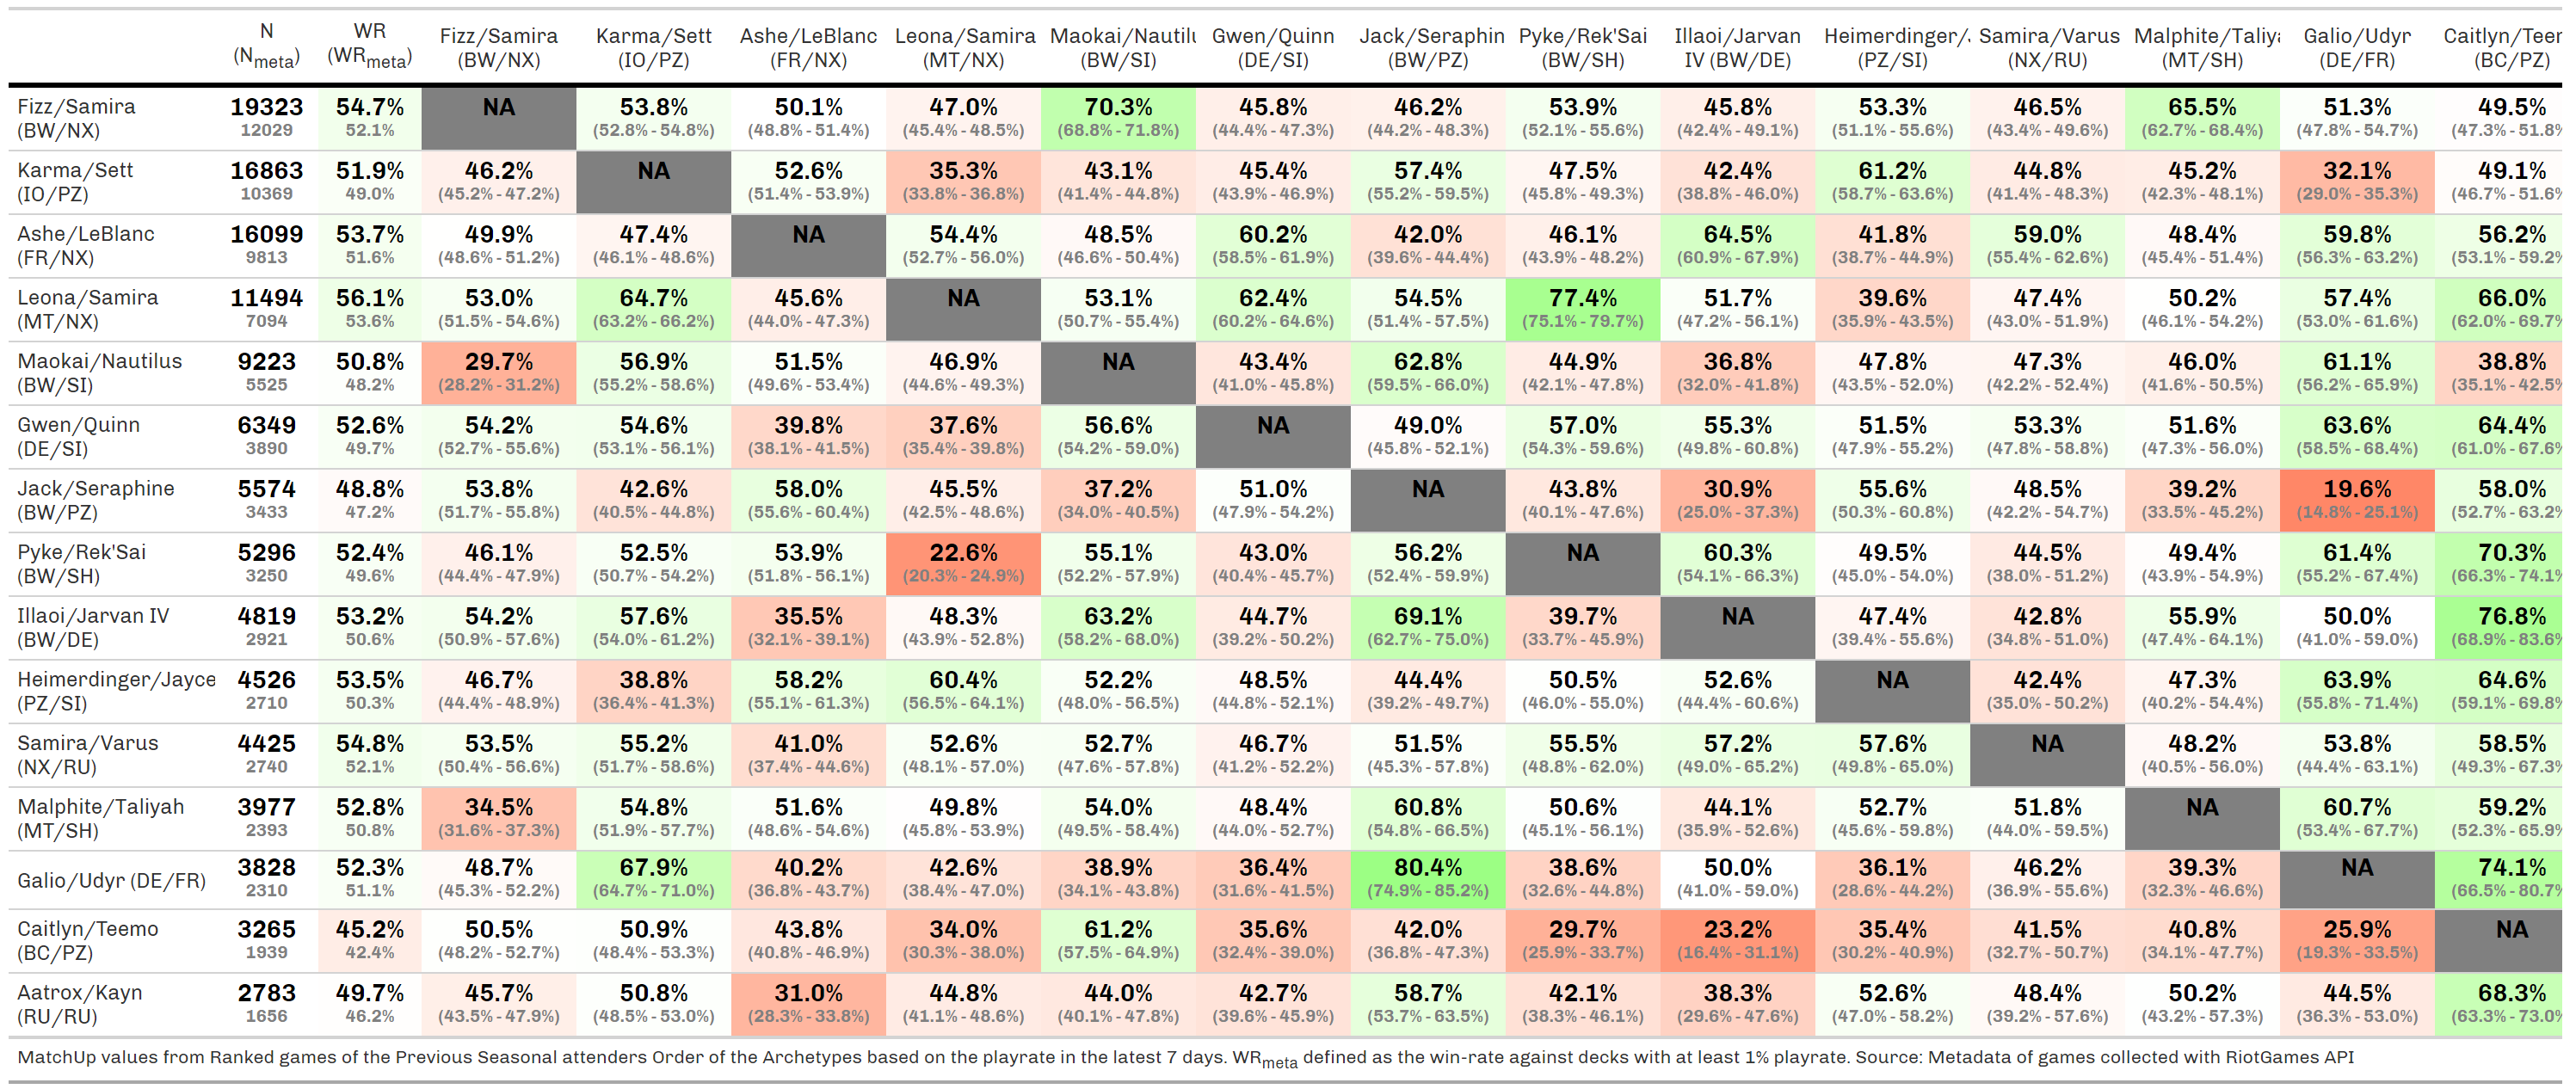 N WR Fizz/Samira Karma/Sett Ashe/LeBlanc Leona/Samira Maokai/Nautilu Gwen/Quinn Jack/Seraphin Pyke/Rek'Sai Illaoi/Jarvan Heimerdinger/J Samira/Varus Malphite/Taliya Galio/Udyr Caitlyn/Teem
(Nmeta) (WRmeta) (BW/NX) (IO/PZ) (FR/NX) (MT/NX) (BW/SI) (DE/SI) (BW/PZ) (BW/SH) IV (BW/DE) (PZ/SI) (NX/RU) (MT/SH) (DE/FR) (BC/PZ)
Fizz/Samira 19323 54.7% NA 53.8% 50.1% 47.0% 70.3% 45.8% 46.2% 53.9% 45.8% 53.3% 46.5% 65.5% 51.3% 49.5%
(BW/NX) 12029 52.1% (52.8% - 54.8%) (48.8% - 51.4%) (45.4% - 48.5%) (68.8% - 71.8%) (44.4% - 47.3%) (44.2% - 48.3%) (52.1% - 55.6%) (42.4% - 49.1%) (51.1% - 55.6%) (43.4% - 49.6%) (62.7% - 68.4%) (47.8% - 54.7%) (47.3% - 51.8%
Karma/Sett 16863 51.9% 46.2% NA 52.6% 35.3% 43.1% 45.4% 57.4% 47.5% 42.4% 61.2% 44.8% 45.2% 32.1% 49.1%
(IO/PZ) 10369 49.0% (45.2% - 47.2%) (51.4% - 53.9%) (33.8% - 36.8%) (41.4% - 44.8%) (43.9% - 46.9%) (55.2% - 59.5%) (45.8% - 49.3%) (38.8% - 46.0%) (58.7% - 63.6%) (41.4% - 48.3%) (42.3% - 48.1%) (29.0% - 35.3%) (46.7% - 51.6%
Ashe/LeBlanc 16099 53.7% 49.9% 47.4% NA 54.4% 48.5% 60.2% 42.0% 46.1% 64.5% 41.8% 59.0% 48.4% 59.8% 56.2%
(FR/NX) 9813 51.6% (48.6% - 51.2%) (46.1% - 48.6%) (52.7% - 56.0%) (46.6% - 50.4%) (58.5% - 61.9%) (39.6% - 44.4%) (43.9% - 48.2%) (60.9% - 67.9%) (38.7% - 44.9%) (55.4% - 62.6%) (45.4% - 51.4%) (56.3% - 63.2%) (53.1% - 59.2%
Leona/Samira 11494 56.1% 53.0% 64.7% 45.6% NA 53.1% 62.4% 54.5% 77.4% 51.7% 39.6% 47.4% 50.2% 57.4% 66.0%
(MT/NX) 7094 53.6% (51.5% - 54.6%) (63.2% - 66.2%) (44.0% - 47.3%) (50.7% - 55.4%) (60.2% - 64.6%) (51.4% - 57.5%) (75.1% - 79.7%) (47.2% - 56.1%) (35.9% - 43.5%) (43.0% - 51.9%) (46.1% - 54.2%) (53.0% - 61.6%) (62.0% - 69.7%
Maokai/Nautilus 9223 50.8% 29.7% 56.9% 51.5% 46.9% NA 43.4% 62.8% 44.9% 36.8% 47.8% 47.3% 46.0% 61.1% 38.8%
(BW/SI) 5525 48.2% (28.2% - 31.2%) (55.2% - 58.6%) (49.6% - 53.4%) (44.6% - 49.3%) (41.0% - 45.8%) (59.5% - 66.0%) (42.1% - 47.8%) (32.0% - 41.8%) (43.5% - 52.0%) (42.2% - 52.4%) (41.6% - 50.5%) (56.2% - 65.9%) (35.1% - 42.5%
Gwen/Quinn 6349 52.6% 54.2% 54.6% 39.8% 37.6% 56.6% NA 49.0% 57.0% 55.3% 51.5% 53.3% 51.6% 63.6% 64.4%
(DE/SI) 3890 49.7% (52.7% - 55.6%) (53.1% - 56.1%) (38.1% - 41.5%) (35.4% - 39.8%) (54.2% - 59.0%) (45.8% - 52.1%) (54.3% - 59.6%) (49.8% - 60.8%) (47.9% - 55.2%) (47.8% - 58.8%) (47.3% - 56.0%) (58.5% - 68.4%) (61.0% - 67.6%
Jack/Seraphine 5574 48.8% 53.8% 42.6% 58.0% 45.5% 37.2% 51.0% NA 43.8% 30.9% 55.6% 48.5% 39.2% 19.6% 58.0%
(BW/PZ) 3433 47.2% (51.7% - 55.8%) (40.5% - 44.8%) (55.6% - 60.4%) (42.5% - 48.6%) (34.0% - 40.5%) (47.9% - 54.2%) (40.1% - 47.6%) (25.0% - 37.3%) (50.3% - 60.8%) (42.2% - 54.7%) (33.5% - 45.2%) (14.8% - 25.1%) (52.7% - 63.2%
Pyke/Rek'Sai 5296 52.4% 46.1% 52.5% 53.9% 22.6% 55.1% 43.0% 56.2% NA 60.3% 49.5% 44.5% 49.4% 61.4% 70.3%
(BW/SH) 3250 49.6% (44.4% - 47.9%) (50.7% - 54.2%) (51.8% - 56.1%) (20.3% - 24.9%) (52.2% - 57.9%) (40.4% - 45.7%) (52.4% - 59.9%) (54.1% - 66.3%) (45.0% - 54.0%) (38.0% - 51.2%) (43.9% - 54.9%) (55.2% - 67.4%) (66.3% - 74.1%
Illaoi/Jarvan IV 4819 53.2% 54.2% 57.6% 35.5% 48.3% 63.2% 44.7% 69.1% 39.7% NA 47.4% 42.8% 55.9% 50.0% 76.8%
(BW/DE) 2921 50.6% (50.9% - 57.6%) (54.0% - 61.2%) (32.1% - 39.1%) (43.9% - 52.8%) (58.2% - 68.0%) (39.2% - 50.2%) (62.7% - 75.0%) (33.7% - 45.9%) (39.4% - 55.6%) (34.8% - 51.0%) (47.4% - 64.1%) (41.0% - 59.0%) (68.9% - 83.6%
Heimerdinger/Jayce 4526 53.5% 46.7% 38.8% 58.2% 60.4% 52.2% 48.5% 44.4% 50.5% 52.6% NA 42.4% 47.3% 63.9% 64.6%
(PZ/SI) 2710 50.3% (44.4% - 48.9%) (36.4% - 41.3%) (55.1% - 61.3%) (56.5% - 64.1%) (48.0% - 56.5%) (44.8% - 52.1%) (39.2% - 49.7%) (46.0% - 55.0%) (44.4% - 60.6%) (35.0% - 50.2%) (40.2% - 54.4%) (55.8% - 71.4%) (59.1% - 69.8%
Samira/Varus 4425 54.8% 53.5% 55.2% 41.0% 52.6% 52.7% 46.7% 51.5% 55.5% 57.2% 57.6% NA 48.2% 53.8% 58.5%
(NX/RU) 2740 52.1% (50.4% - 56.6%) (51.7% - 58.6%) (37.4% - 44.6%) (48.1% - 57.0%) (47.6% - 57.8%) (41.2% - 52.2%) (45.3% - 57.8%) (48.8% - 62.0%) (49.0% - 65.2%) (49.8% - 65.0%) (40.5% - 56.0%) (44.4% - 63.1%) (49.3% - 67.3%
Malphite/Taliyah 3977 52.8% 34.5% 54.8% 51.6% 49.8% 54.0% 48.4% 60.8% 50.6% 44.1% 52.7% 51.8% NA 60.7% 59.2%
(MT/SH) 2393 50.8% (31.6% - 37.3%) (51.9% - 57.7%) (48.6% - 54.6%) (45.8% - 53.9%) (49.5% - 58.4%) (44.0% - 52.7%) (54.8% - 66.5%) (45.1% - 56.1%) (35.9% - 52.6%) (45.6% - 59.8%) (44.0% - 59.5%) (53.4% - 67.7%) (52.3% - 65.9%
Galio/Udyr (DE/FR) 3828 52.3% 48.7% 67.9% 40.2% 42.6% 38.9% 36.4% 80.4% 38.6% 50.0% 36.1% 46.2% 39.3% NA 74.1%
2310 51.1% (45.3% - 52.2%) (64.7% - 71.0%) (36.8% - 43.7%) (38.4% - 47.0%) (34.1% - 43.8%) (31.6% - 41.5%) (74.9% - 85.2%) (32.6% - 44.8%) (41.0% - 59.0%) (28.6% - 44.2%) (36.9% - 55.6%) (32.3% - 46.6%) (66.5% - 80.7%
Caitlyn/Teemo 3265 45.2% 50.5% 50.9% 43.8% 34.0% 61.2% 35.6% 42.0% 29.7% 23.2% 35.4% 41.5% 40.8% 25.9% NA
(BC/PZ) 1939 42.4% (48.2% - 52.7%) (48.4% - 53.3%) (40.8% - 46.9%) (30.3% - 38.0%) (57.5% - 64.9%) (32.4% - 39.0%) (36.8% - 47.3%) (25.9% - 33.7%) (16.4% - 31.1%) (30.2% - 40.9%) (32.7% - 50.7%) (34.1% - 47.7%) (19.3% - 33.5%)
Aatrox/Kayn 2783 49.7% 45.7% 50.8% 31.0% 44.8% 44.0% 42.7% 58.7% 42.1% 38.3% 52.6% 48.4% 50.2% 44.5% 68.3%
(RU/RU) 1656 46.2% (43.5% - 47.9%) (48.5% - 53.0%) (28.3% - 33.8%) (41.1% - 48.6%) (40.1% - 47.8%) (39.6% - 45.9%) (53.7% - 63.5%) (38.3% - 46.1%) (29.6% - 47.6%) (47.0% - 58.2%) (39.2% - 57.6%) (43.2% - 57.3%) (36.3% - 53.0%) (63.3% - 73.0%
MatchUp values from Ranked games of the Previous Seasonal attenders Order of the Archetypes based on the playrate in the latest 7 days. WRmeta defined as the win-rate against decks with at least 1% playrate. Source: Metadata of games collected with RiotGames API